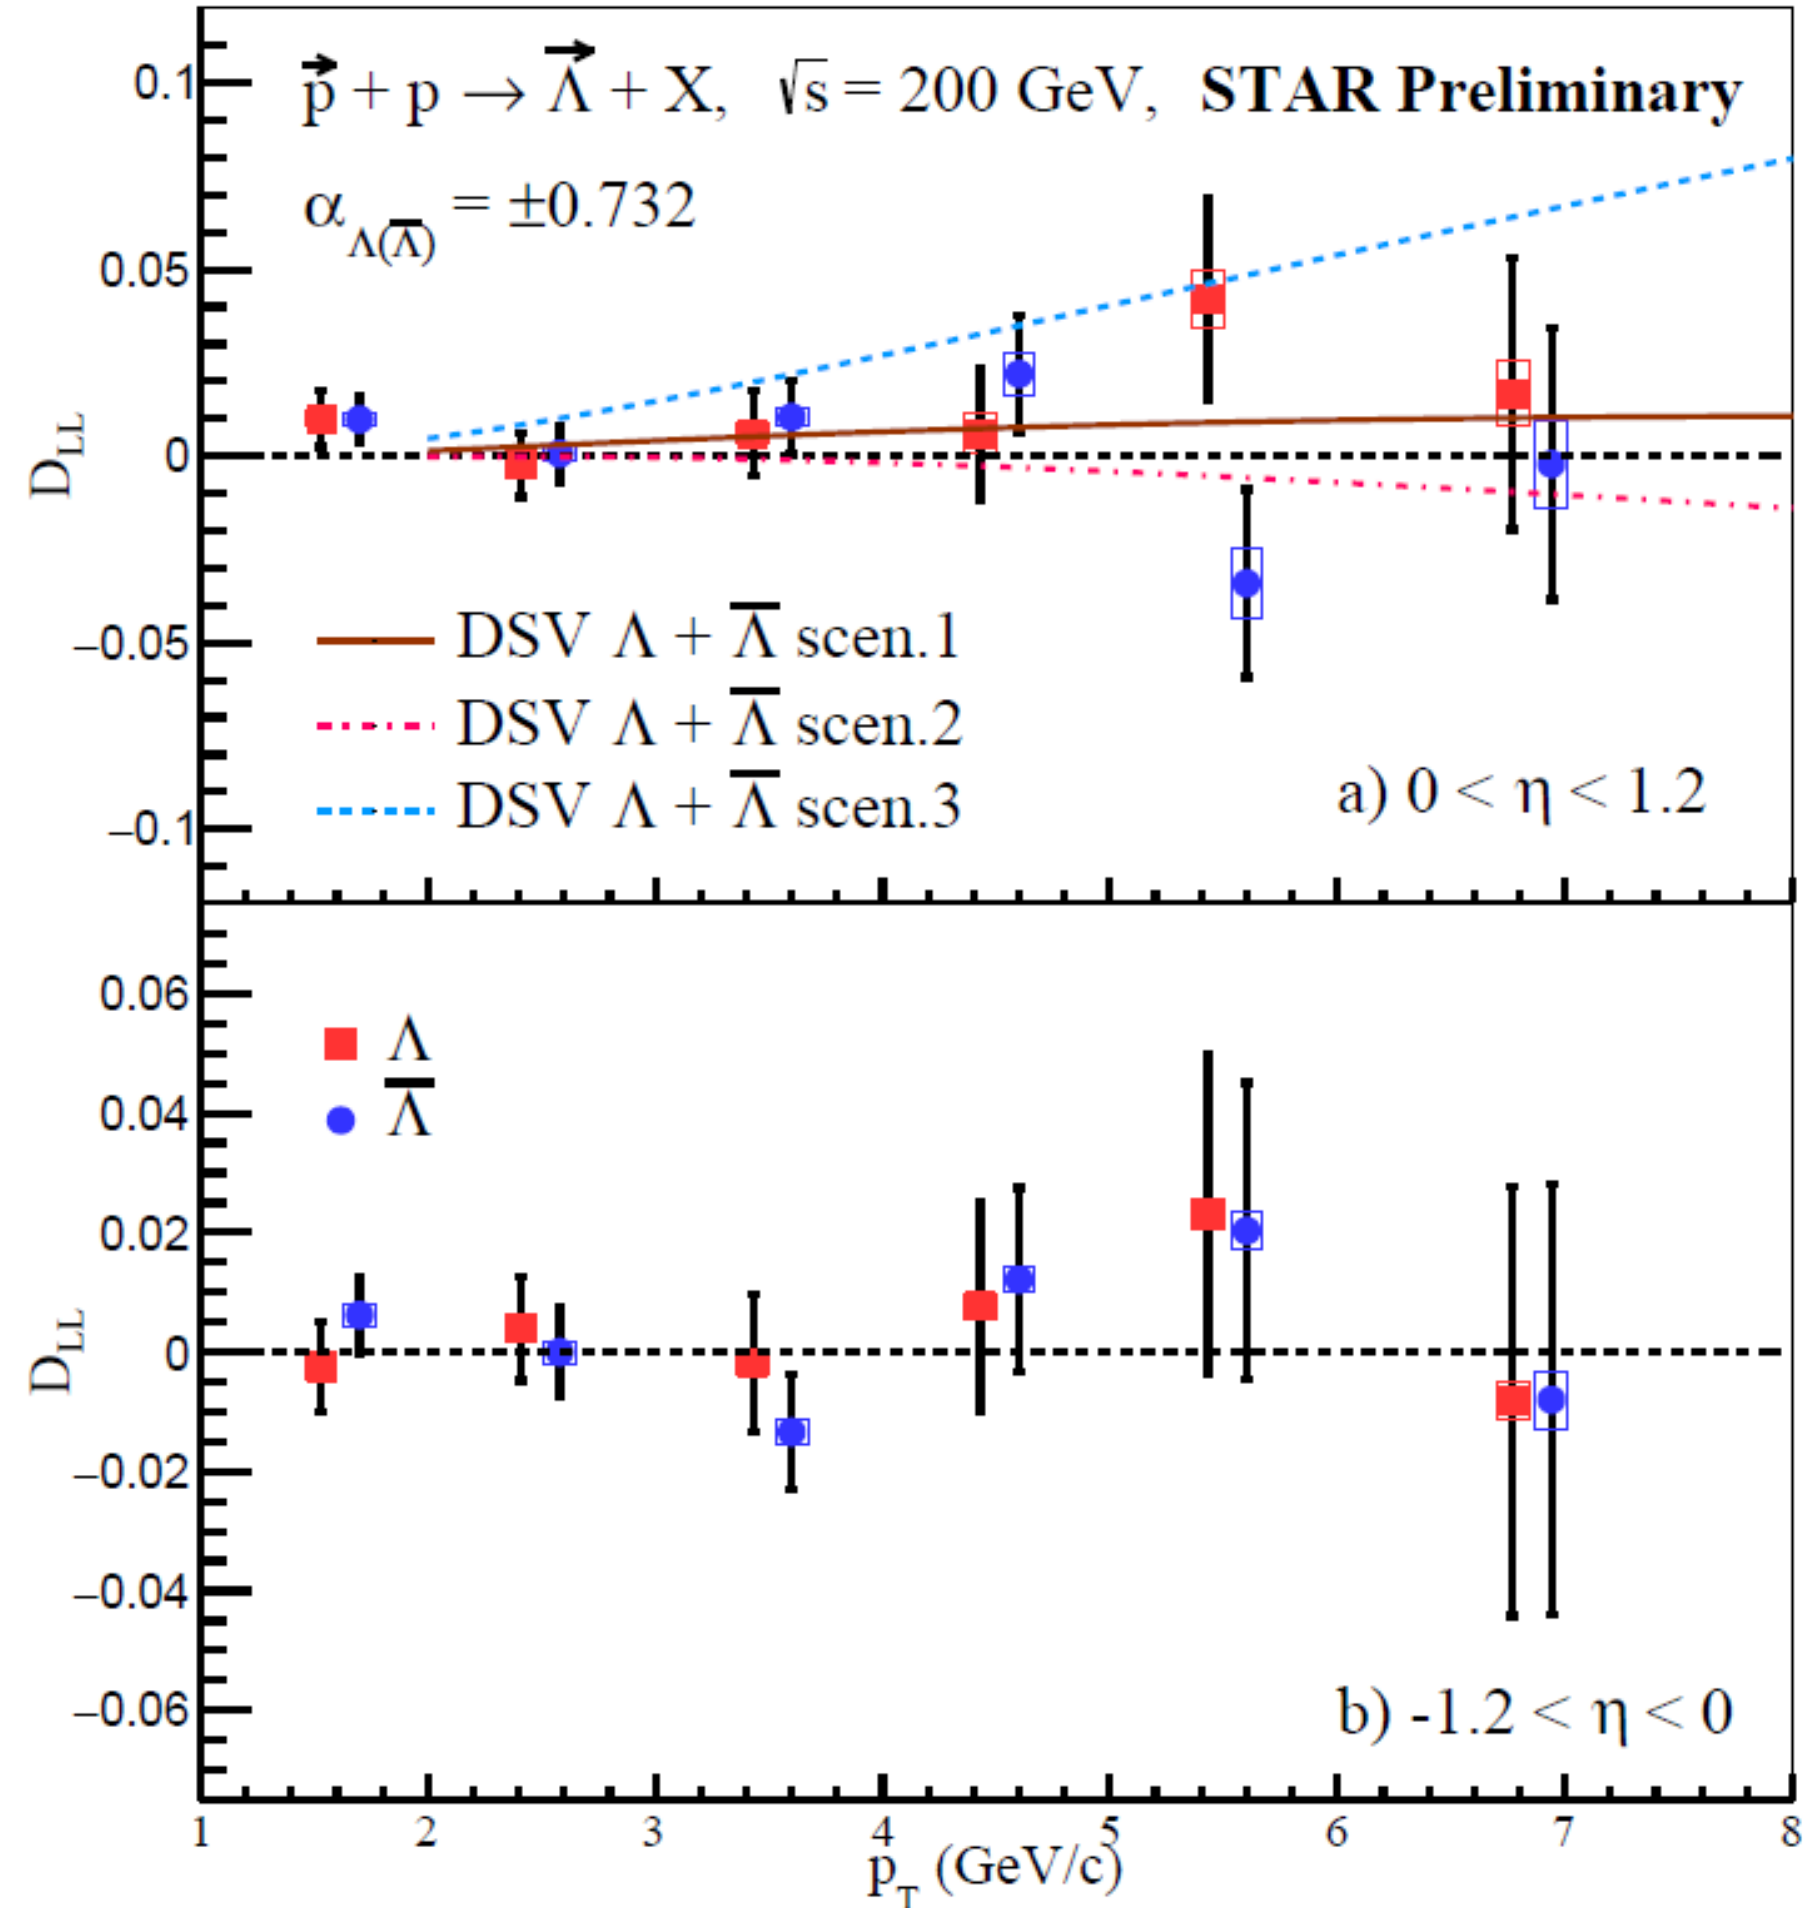 p⃗ + p → Λ⃗ + X, √s = 200 GeV, STAR Preliminary
α Λ(Λ̅) = ±0.732
0.1
0.05
0
−0.05
−0.1
D_LL
DSV Λ + Λ̅ scen.1
DSV Λ + Λ̅ scen.2
DSV Λ + Λ̅ scen.3
a) 0 < η < 1.2
0.06
0.04
0.02
0
−0.02
−0.04
−0.06
D_LL
Λ
Λ̅
b) -1.2 < η < 0
1 2 3 4 5 6 7 8
p_T (GeV/c)